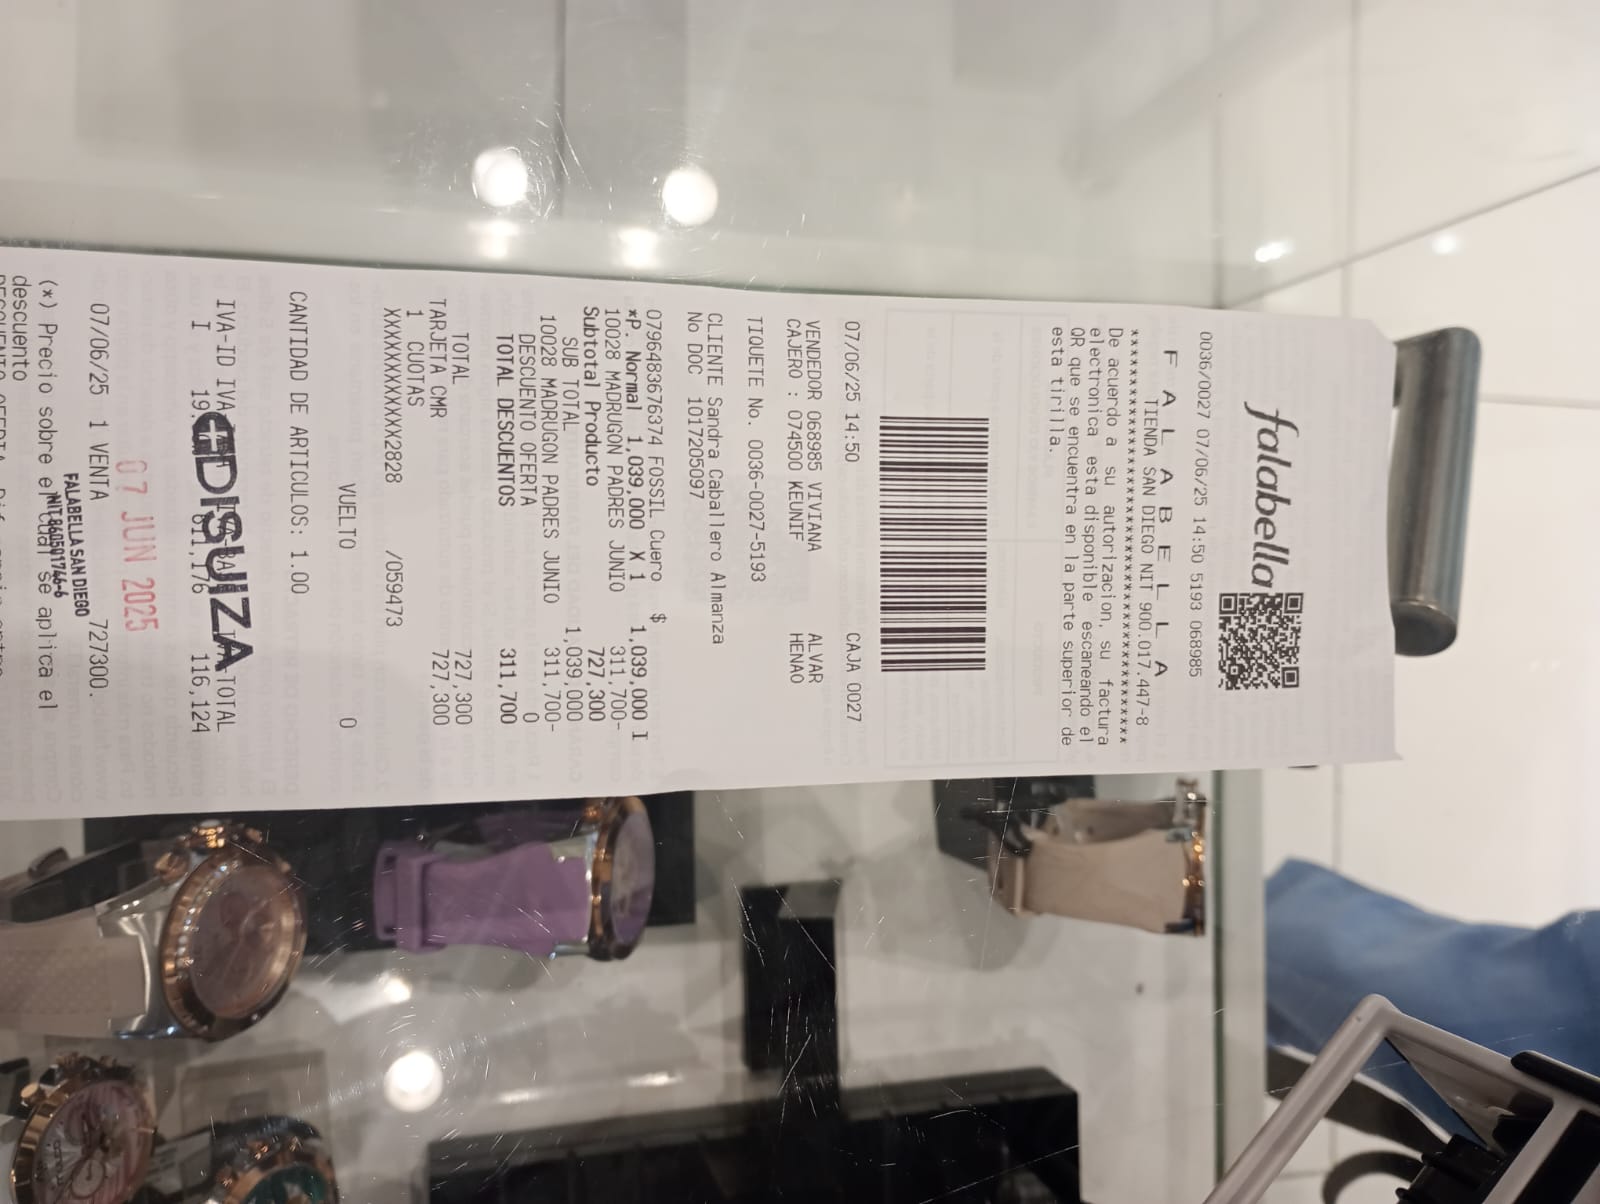 falabella
0036/0027 07/06/25 14:50 5193 068985
F A L A B E L L A
TIENDA SAN DIEGO NIT 900.017.447-8
************************************
De acuerdo a su autorizacion, su factura
electronica esta disponible escaneando el
QR que se encuentra en la parte superior de
esta tirilla.
07/06/25 14:50 CAJA 0027
VENDEDOR 068985 VIVIANA ALVAR
CAJERO : 074500 KEUNIF HENAO
TIQUETE No. 0036-0027-5193
CLIENTE Sandra Caballero Almanza
No DOC 1017205097
$
0796483676374 FOSSIL Cuero 1,039,000 I
*P. Normal 1,039,000 X 1
10028 MADRUGON PADRES JUNIO 311,700-
Subtotal Producto 727,300
SUB TOTAL 1,039,000
10028 MADRUGON PADRES JUNIO 311,700-
DESCUENTO OFERTA 0
TOTAL DESCUENTOS 311,700
TOTAL 727,300
TARJETA CMR 727,300
1 CUOTAS
XXXXXXXXXXXX2828 /059473
VUELTO 0
CANTIDAD DE ARTICULOS: 1.00
IVA-ID IVA TOTAL
I 19. 611,176 116,124
DISUIZA
07 JUN 2025
07/06/25 1 VENTA 727300.
FALABELLA SAN DIEGO
NIT.860501746-6
(*) Precio sobre el cual se aplica el
descuento